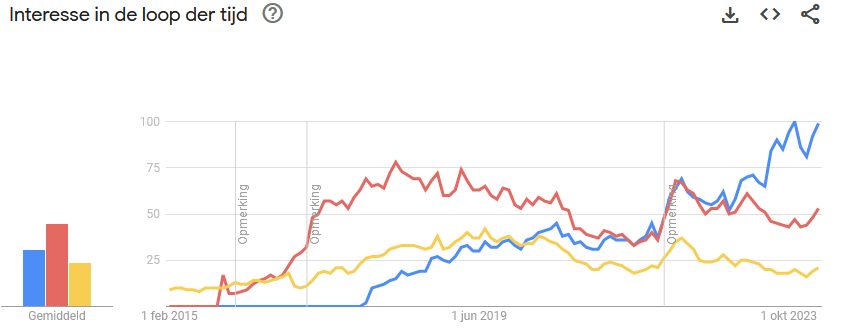 Interesse in de loop der tijd
100
75
50
25
Opmerking
Opmerking
Opmerking
Gemiddeld
1 feb 2015
1 jun 2019
1 okt 2023